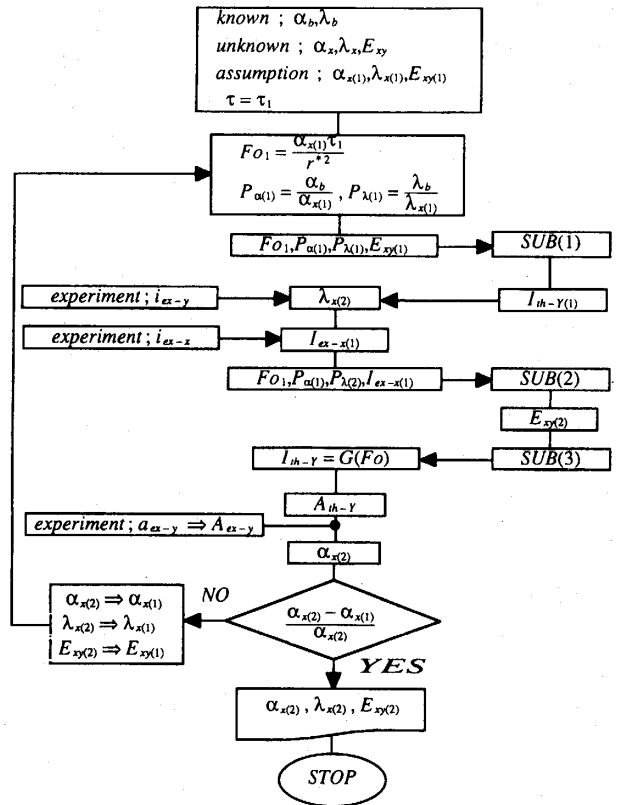 known ; α_b, λ_b
unknown ; α_x, λ_x, E_xy
assumption ; α_x(1), λ_x(1), E_xy(1)
τ = τ_1
Fo_1 = α_x(1)τ_1 / r*2
P_α(1) = α_b / α_x(1) , P_λ(1) = λ_b / λ_x(1)
Fo_1, P_α(1), P_λ(1), E_xy(1)
SUB(1)
experiment ; i_ex-y
λ_x(2)
I_th-Y(1)
experiment ; i_ex-x
I_ex-x(1)
Fo_1, P_α(1), P_λ(2), I_ex-x(1)
SUB(2)
E_xy(2)
I_th-Y = G(Fo)
SUB(3)
A_th-Y
experiment ; a_ex-y ⇒ A_ex-y
α_x(2)
α_x(2) ⇒ α_x(1)
λ_x(2) ⇒ λ_x(1)
E_xy(2) ⇒ E_xy(1)
NO
α_x(2) − α_x(1) / α_x(2)
YES
α_x(2) , λ_x(2) , E_xy(2)
STOP